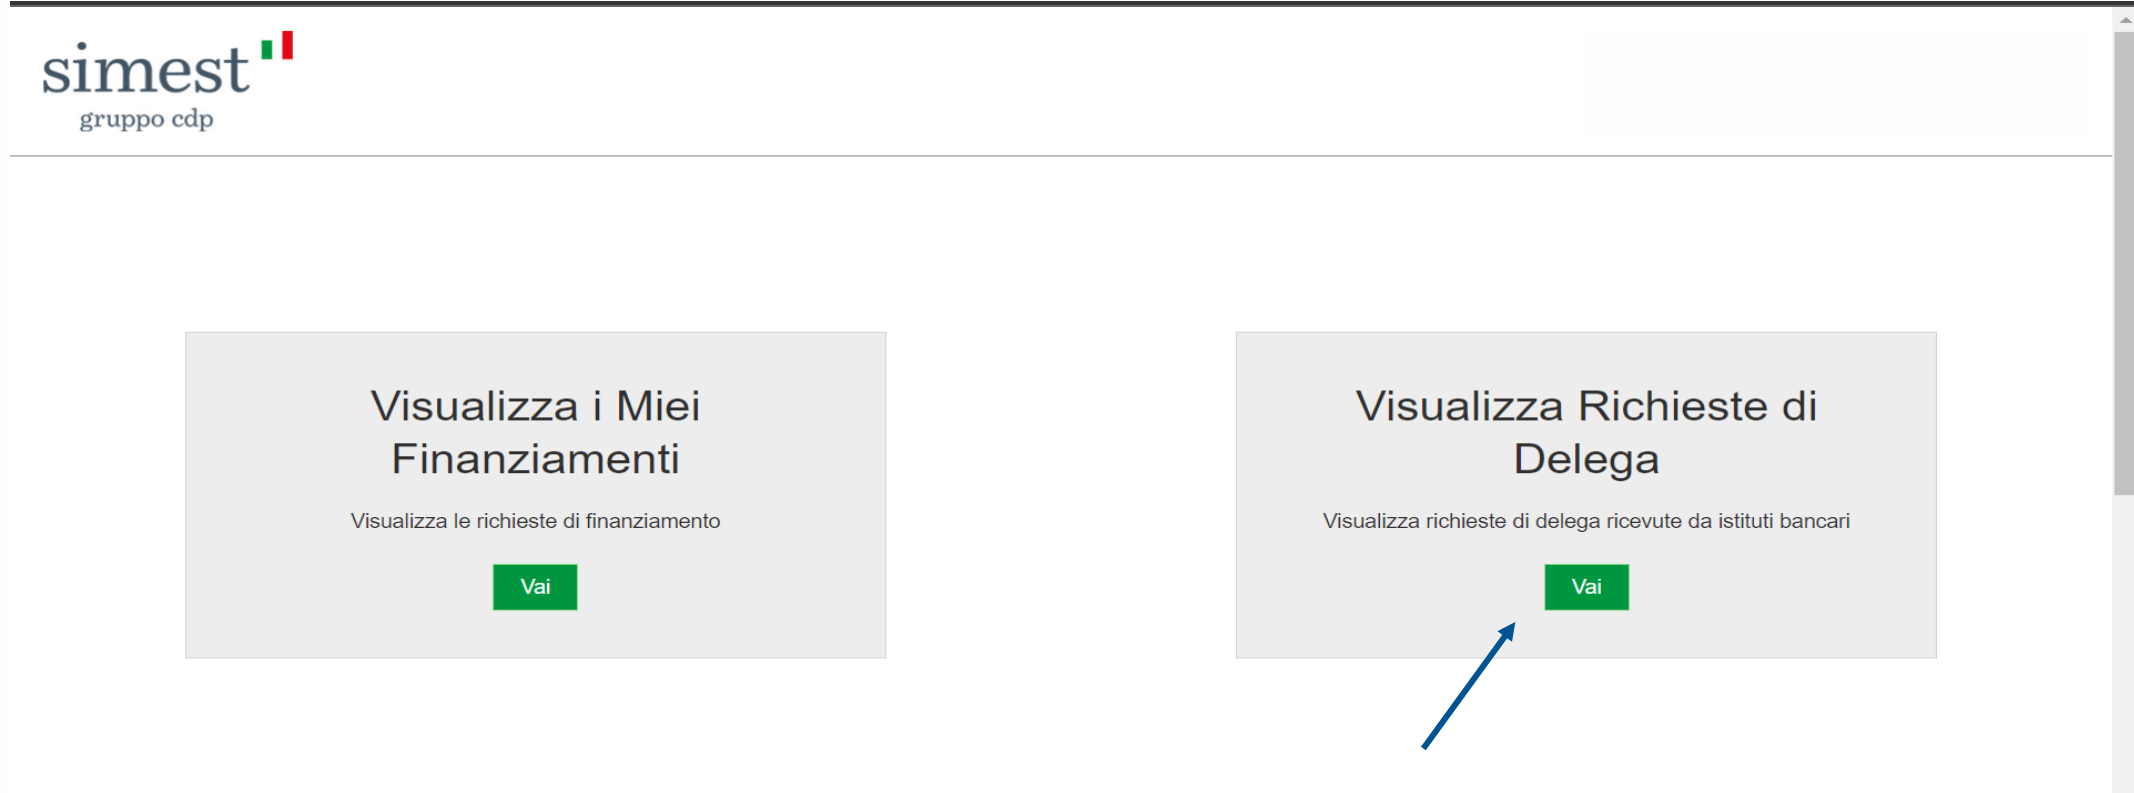 simest
gruppo cdp
Visualizza i Miei
Finanziamenti
Visualizza le richieste di finanziamento
Vai
Visualizza Richieste di
Delega
Visualizza richieste di delega ricevute da istituti bancari
Vai